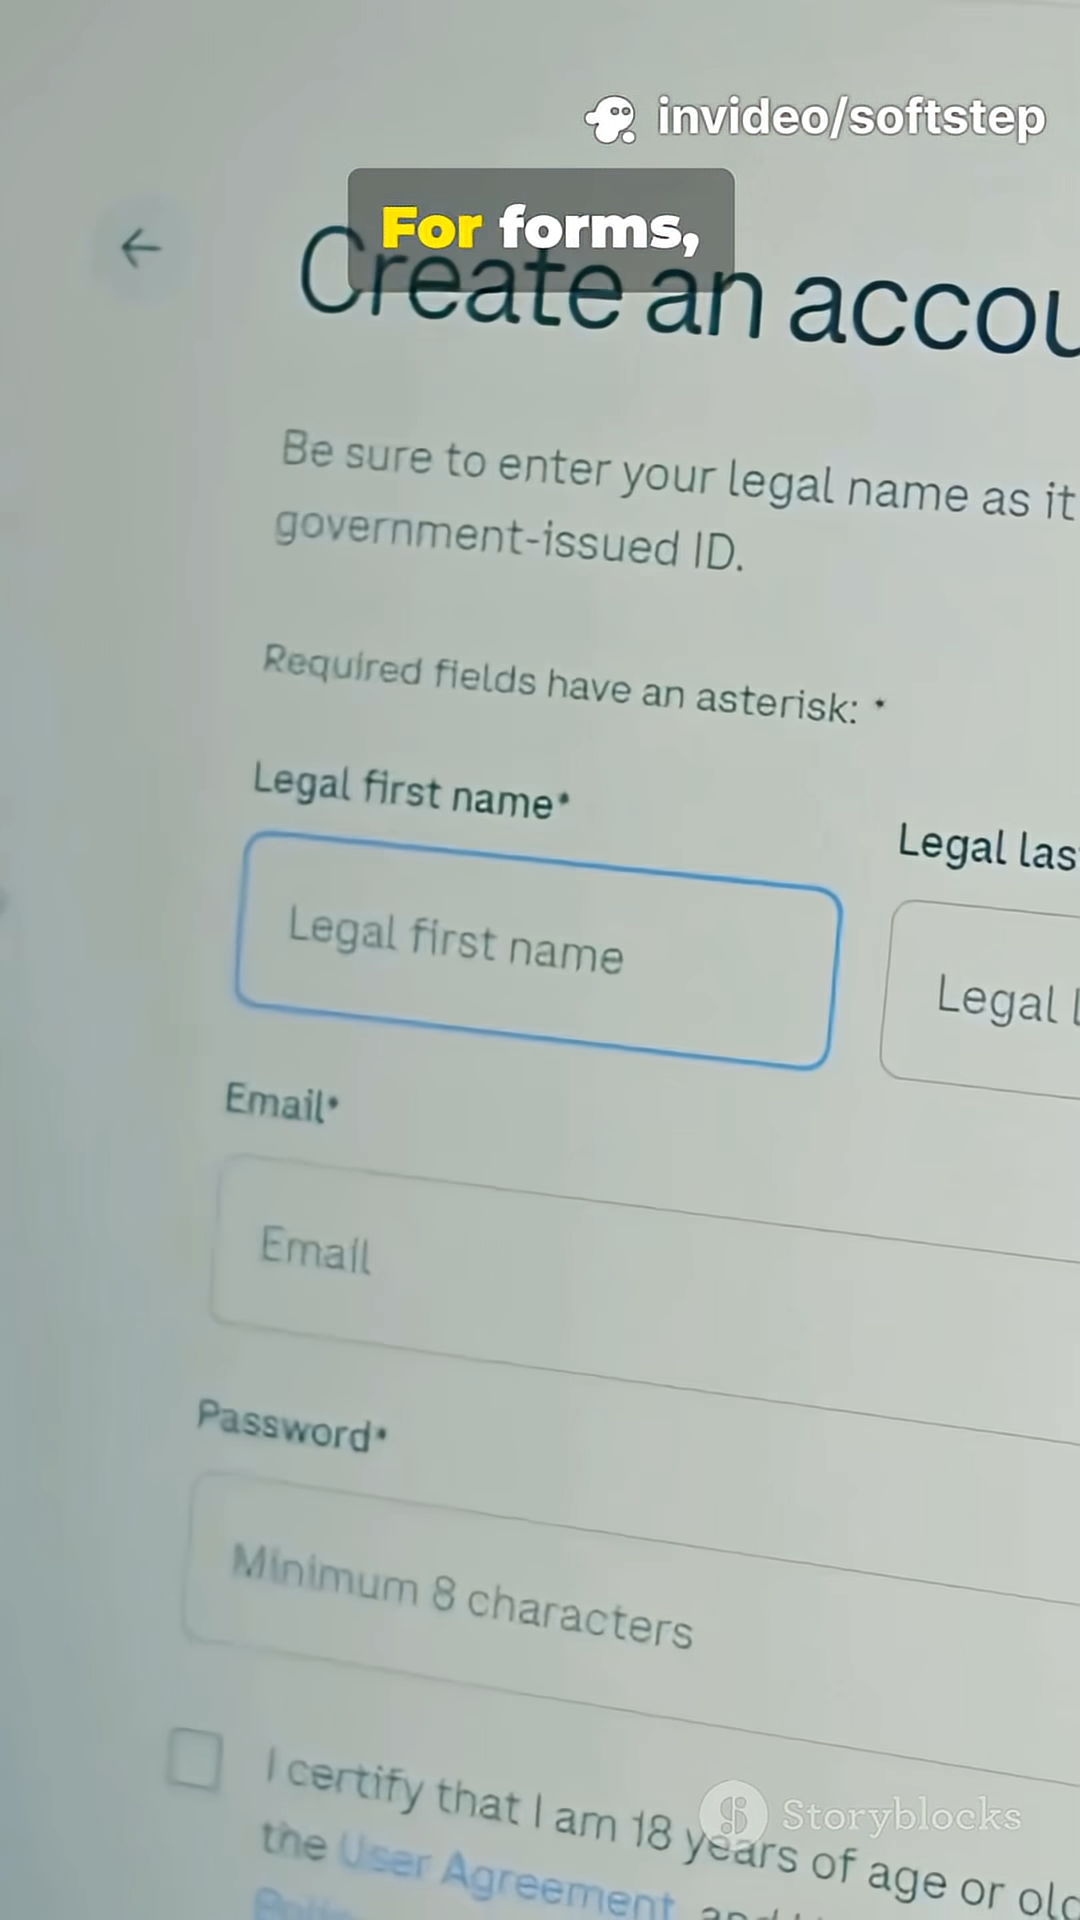 invideo/softstep
For forms,
Create an accou
Be sure to enter your legal name as it
government-issued ID.
Required fields have an asterisk: *
Legal first name*
Legal las
Legal first name
Legal l
Email*
Email
Password*
Minimum 8 characters
I certify that I am 18 years of age or old
Storyblocks
the User Agreement, and